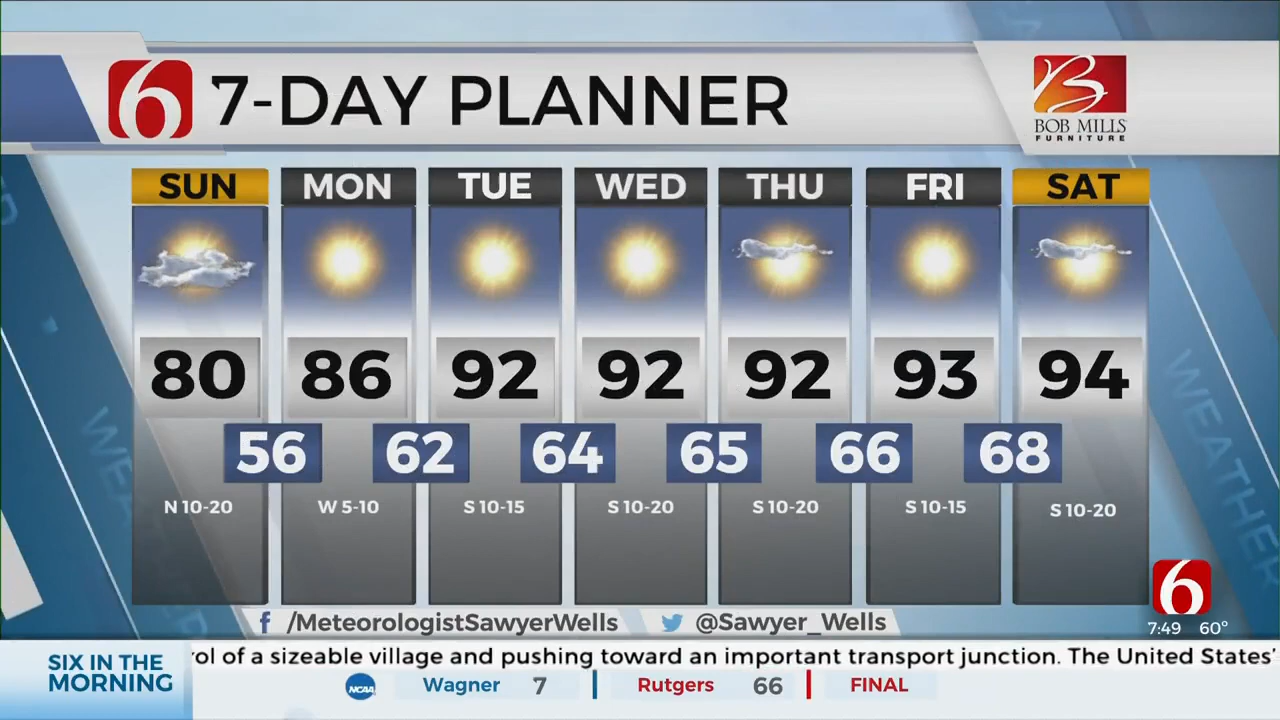 6 7-DAY PLANNER
B
BOB MILLS
FURNITURE
SUN MON TUE WED THU FRI SAT
80 86 92 92 92 93 94
56 62 64 65 66 68
N 10-20 W 5-10 S 10-15 S 10-20 S 10-20 S 10-15 S 10-20
f /MeteorologistSawyerWells @Sawyer_Wells
6
7:49 60°
SIX IN THE
MORNING
rol of a sizeable village and pushing toward an important transport junction. The United States'
NCAA Wagner 7 Rutgers 66 FINAL
WEATHER